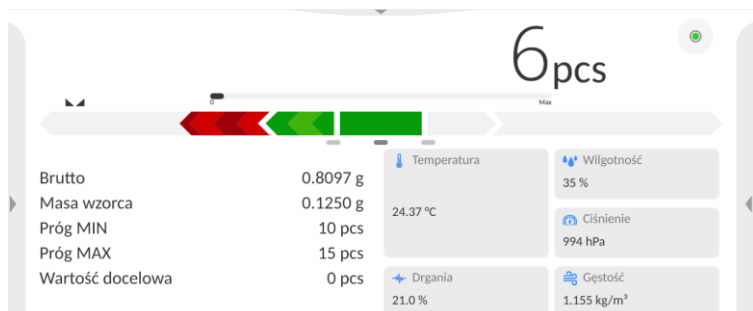 6pcs
0 Max
Brutto 0.8097 g
Masa wzorca 0.1250 g
Próg MIN 10 pcs
Próg MAX 15 pcs
Wartość docelowa 0 pcs
Temperatura
24.37 °C
Wilgotność
35 %
Ciśnienie
994 hPa
Drgania
21.0 %
Gęstość
1.155 kg/m³